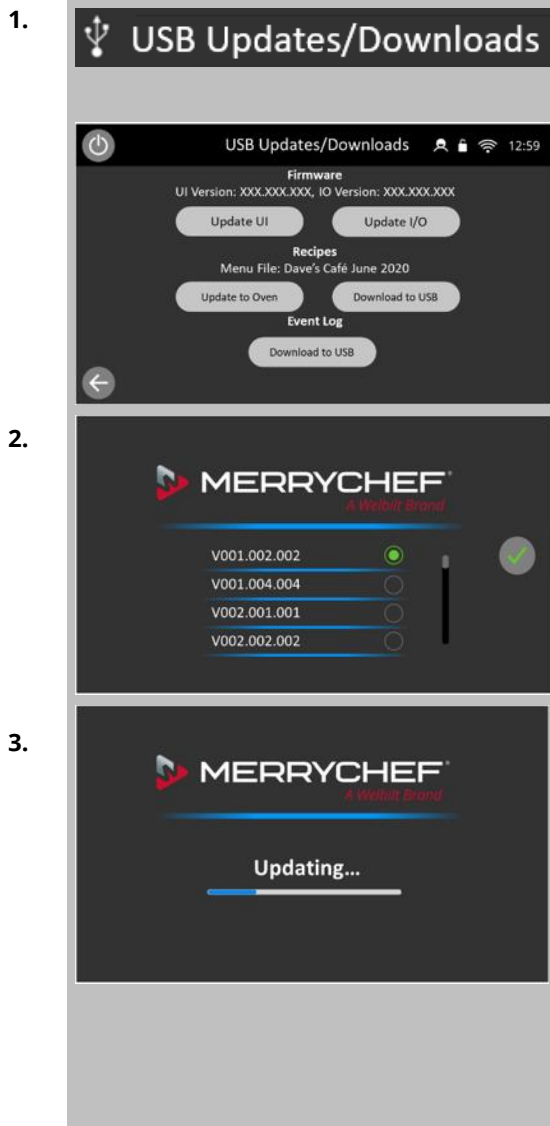 1.
USB Updates/Downloads
USB Updates/Downloads 12:59
Firmware
UI Version: XXX.XXX.XXX, IO Version: XXX.XXX.XXX
Update UI Update I/O
Recipes
Menu File: Dave's Café June 2020
Update to Oven Download to USB
Event Log
Download to USB
2.
MERRYCHEF
A Welbilt Brand
V001.002.002
V001.004.004
V002.001.001
V002.002.002
3.
MERRYCHEF
A Welbilt Brand
Updating...